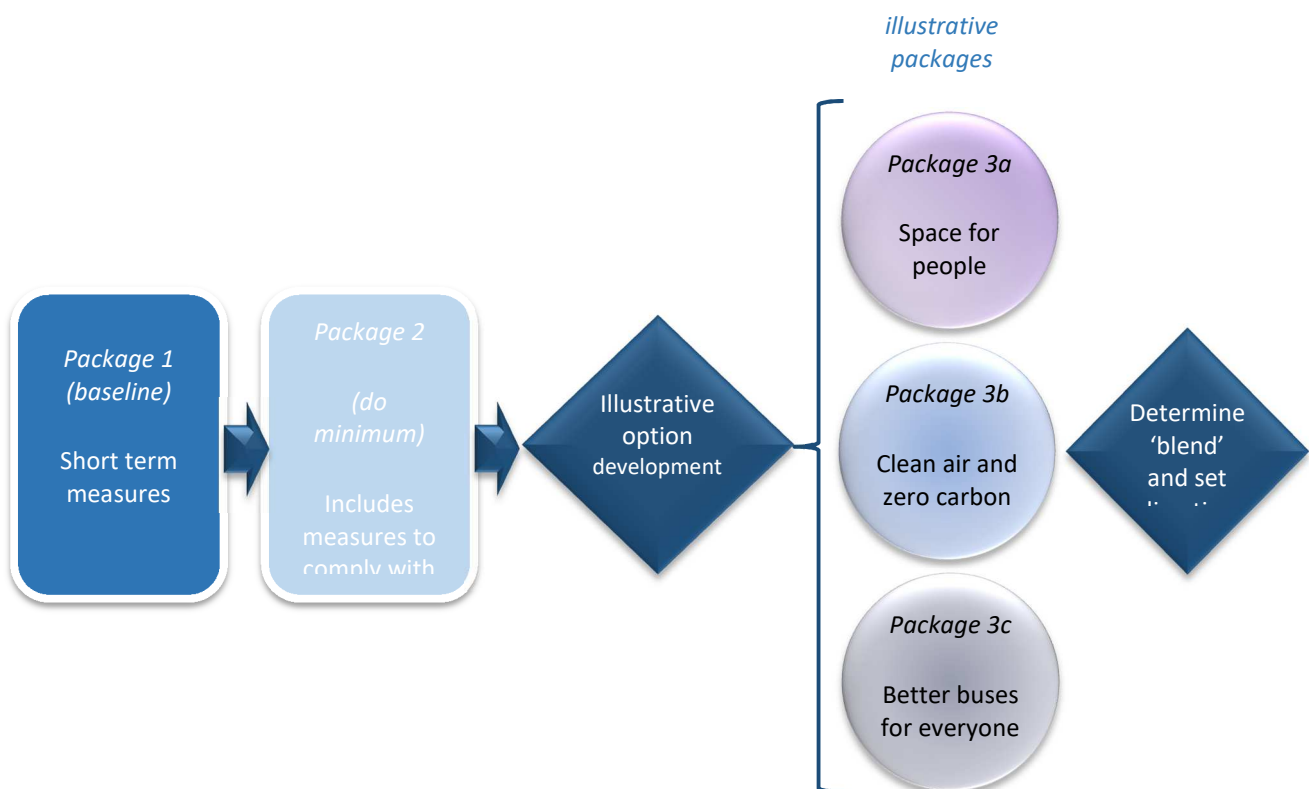 illustrative
packages
Package 1
(baseline)
Short term
measures
Package 2
(do
minimum)
Includes
measures to
comply with
Illustrative
option
development
Package 3a
Space for
people
Package 3b
Clean air and
zero carbon
Package 3c
Better buses
for everyone
Determine
‘blend’
and set